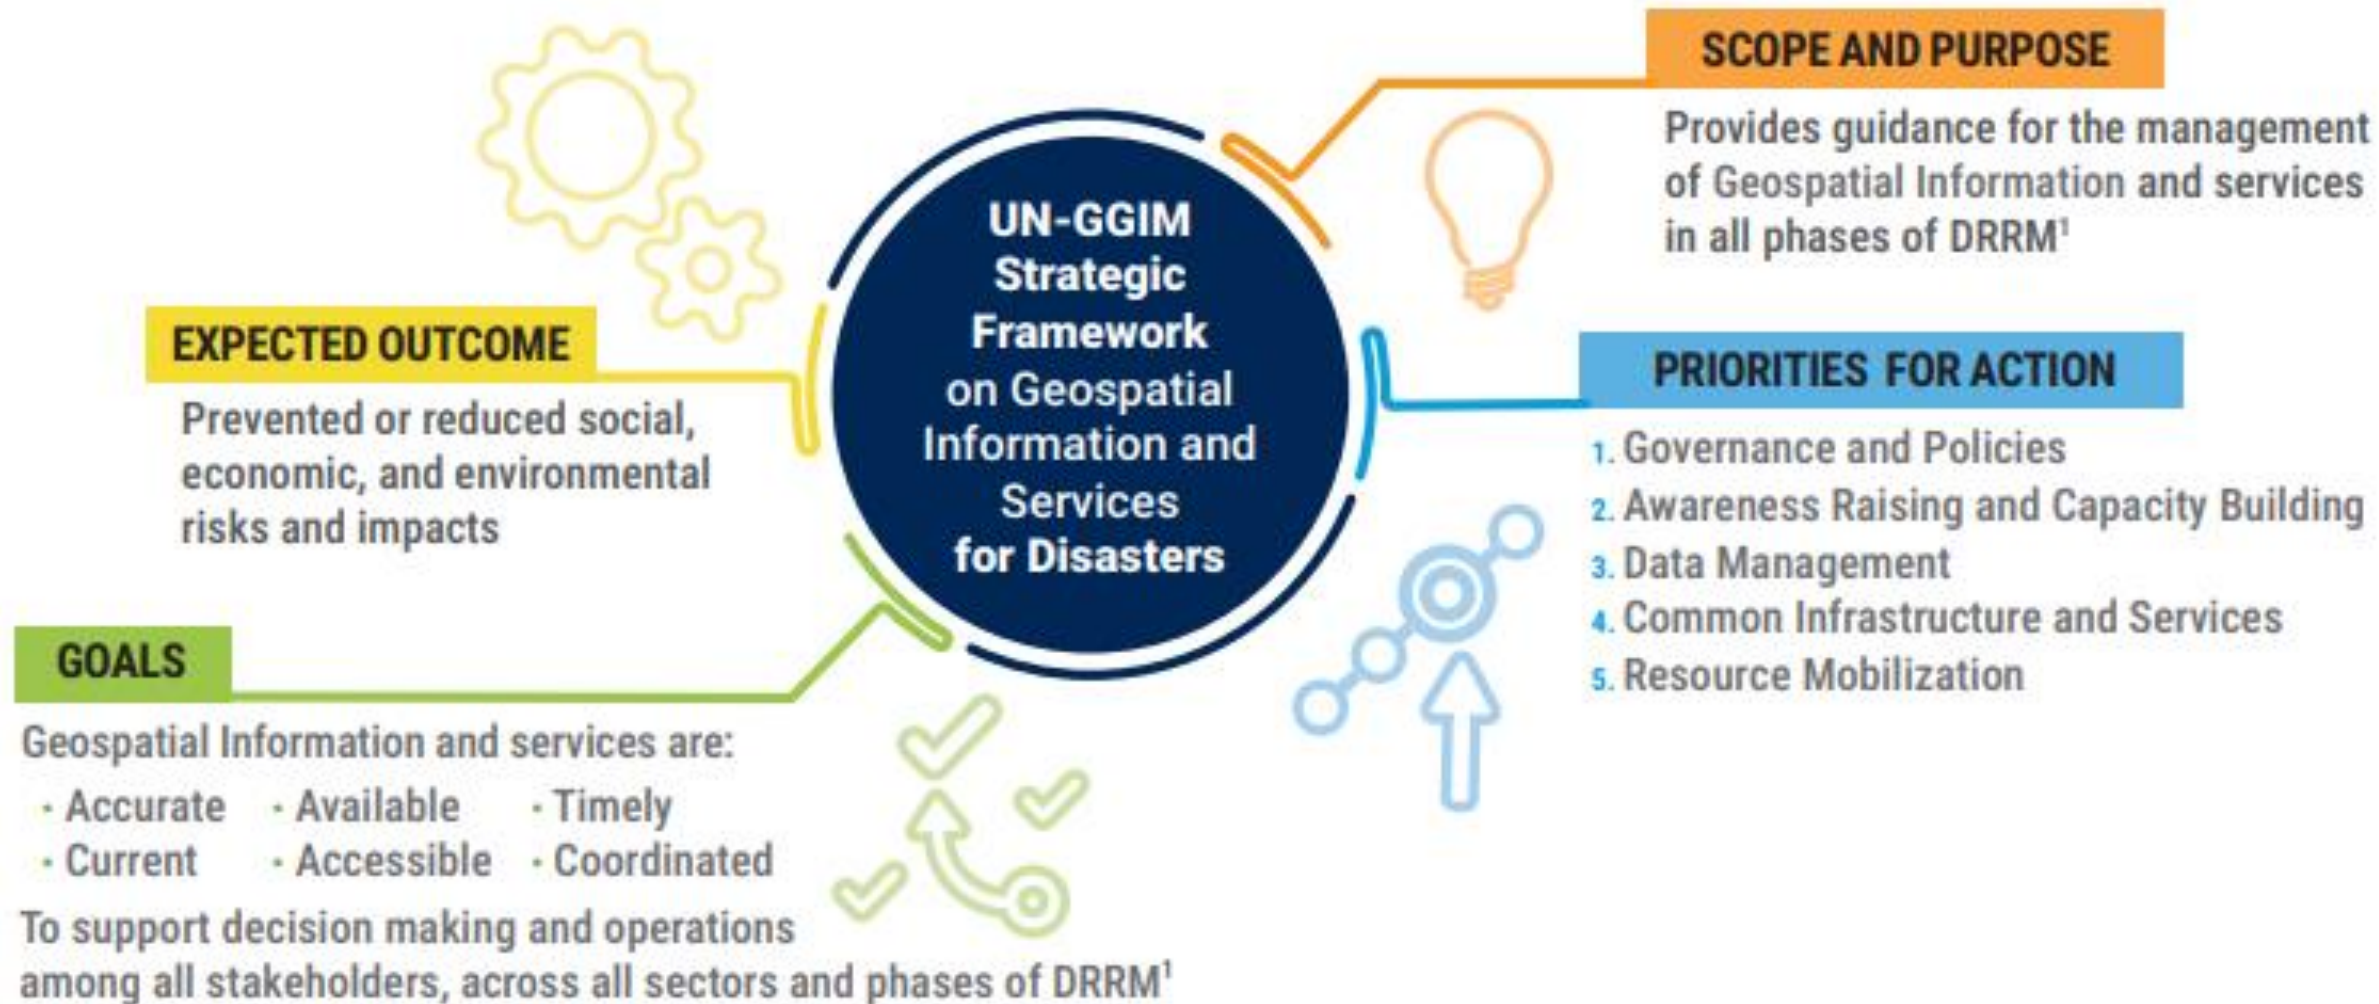 UN-GGIM
Strategic
Framework
on Geospatial
Information and
Services
for Disasters
SCOPE AND PURPOSE
Provides guidance for the management
of Geospatial Information and services
in all phases of DRRM¹
PRIORITIES FOR ACTION
1. Governance and Policies
2. Awareness Raising and Capacity Building
3. Data Management
4. Common Infrastructure and Services
5. Resource Mobilization
EXPECTED OUTCOME
Prevented or reduced social,
economic, and environmental
risks and impacts
GOALS
Geospatial Information and services are:
· Accurate · Available · Timely
· Current · Accessible · Coordinated
To support decision making and operations
among all stakeholders, across all sectors and phases of DRRM¹